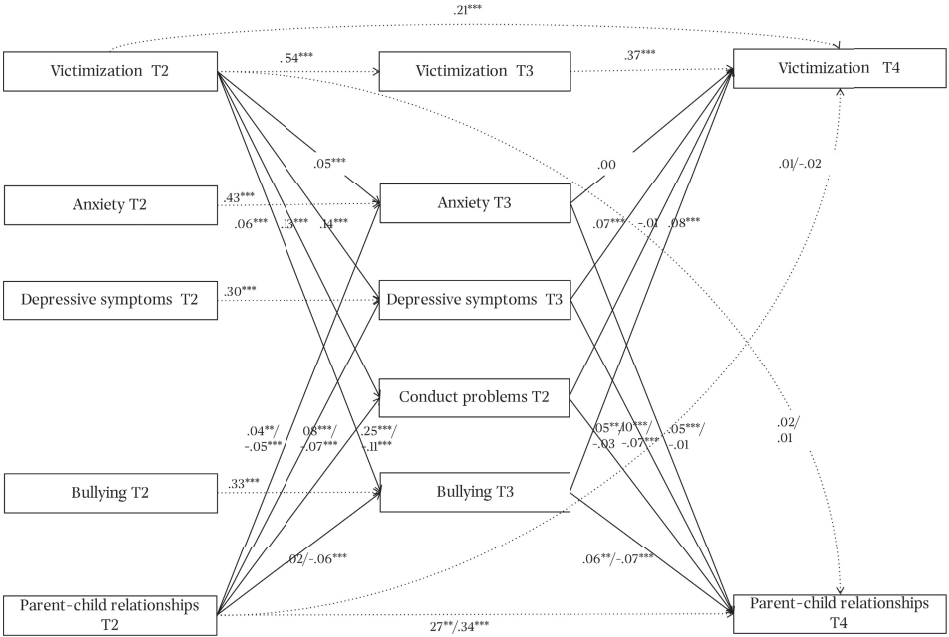 .21***
.54***
.37***
Victimization T2
Victimization T3
Victimization T4
.05***
.00
.01/-.02
.43***
Anxiety T2
Anxiety T3
.06*** .3*** .14***
.07*** -.01 .08***
.30***
Depressive symptoms T2
Depressive symptoms T3
Conduct problems T2
.04**/
-.05***
08***/
-.07***
.25***/
-.11***
.05**/
-.03
.10***/
-.07***
.05***/
-.01
.02/
.01
.33***
Bullying T2
Bullying T3
.02/-.06***
.06**/-.07***
Parent-child relationships
T2
27**/.34***
Parent-child relationships
T4